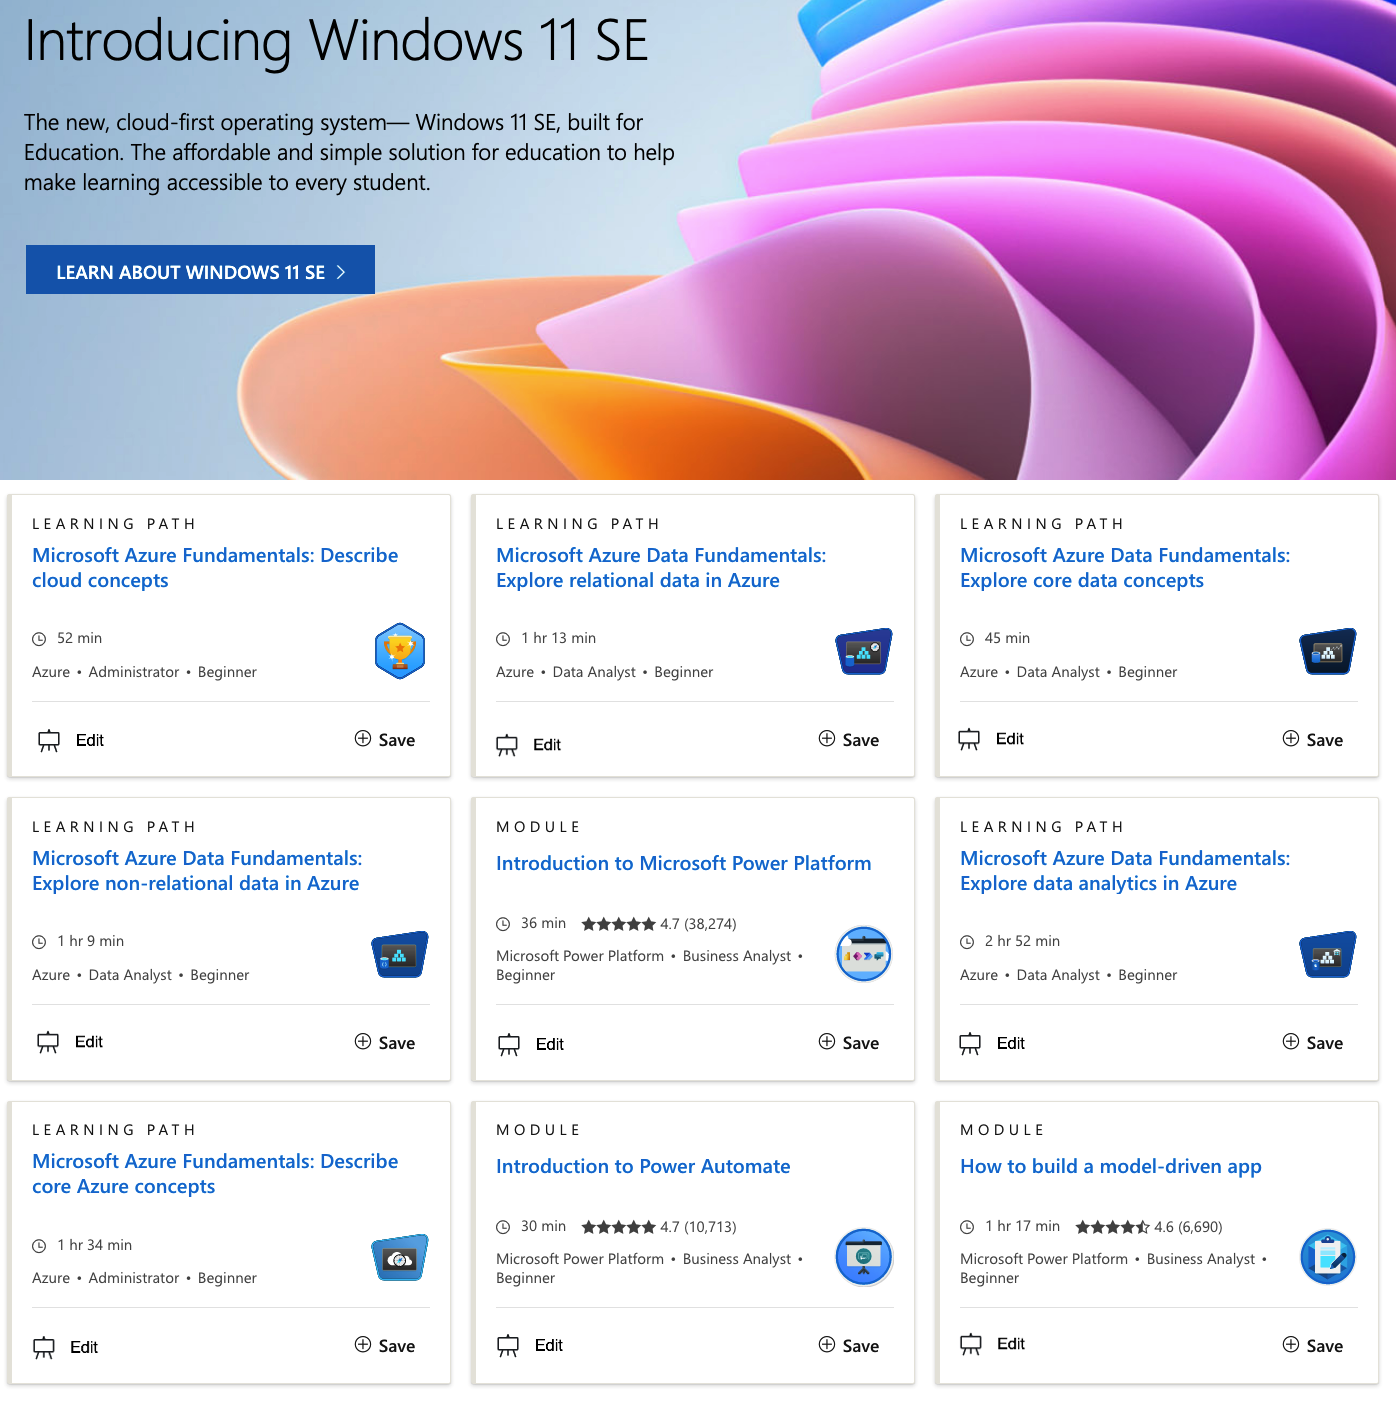 Introducing Windows 11 SE
The new, cloud-first operating system— Windows 11 SE, built for
Education. The affordable and simple solution for education to help
make learning accessible to every student.
LEARN ABOUT WINDOWS 11 SE
LEARNING PATH
Microsoft Azure Fundamentals: Describe
cloud concepts
52 min
Azure • Administrator • Beginner
Edit
Save
LEARNING PATH
Microsoft Azure Data Fundamentals:
Explore relational data in Azure
1 hr 13 min
Azure • Data Analyst • Beginner
Edit
Save
LEARNING PATH
Microsoft Azure Data Fundamentals:
Explore core data concepts
45 min
Azure • Data Analyst • Beginner
Edit
Save
LEARNING PATH
Microsoft Azure Data Fundamentals:
Explore non-relational data in Azure
1 hr 9 min
Azure • Data Analyst • Beginner
Edit
Save
MODULE
Introduction to Microsoft Power Platform
36 min 4.7 (38,274)
Microsoft Power Platform • Business Analyst •
Beginner
Edit
Save
LEARNING PATH
Microsoft Azure Data Fundamentals:
Explore data analytics in Azure
2 hr 52 min
Azure • Data Analyst • Beginner
Edit
Save
LEARNING PATH
Microsoft Azure Fundamentals: Describe
core Azure concepts
1 hr 34 min
Azure • Administrator • Beginner
Edit
Save
MODULE
Introduction to Power Automate
30 min 4.7 (10,713)
Microsoft Power Platform • Business Analyst •
Beginner
Edit
Save
MODULE
How to build a model-driven app
1 hr 17 min 4.6 (6,690)
Microsoft Power Platform • Business Analyst •
Beginner
Edit
Save